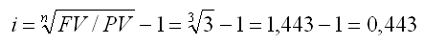 i = ⁿ√FV / PV − 1 = ³√3 − 1 = 1,443 − 1 = 0,443